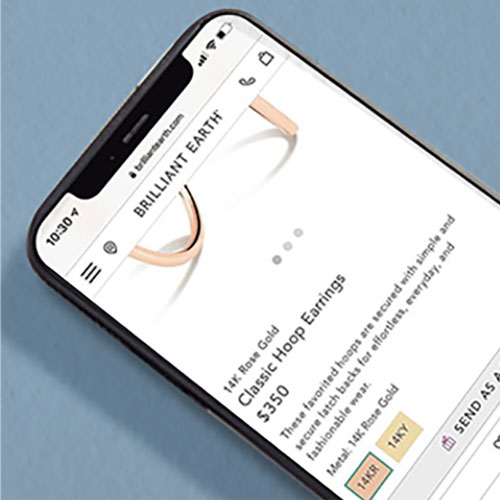 10:30
brilliantearth.com
BRILLIANT EARTH
14K Rose Gold
Classic Hoop Earrings
$350
These favorited hoops are secured with simple and
secure latch backs for effortless, everyday, and
fashionable wear.
Metal: 14K Rose Gold
14KR
14KY
SEND AS A